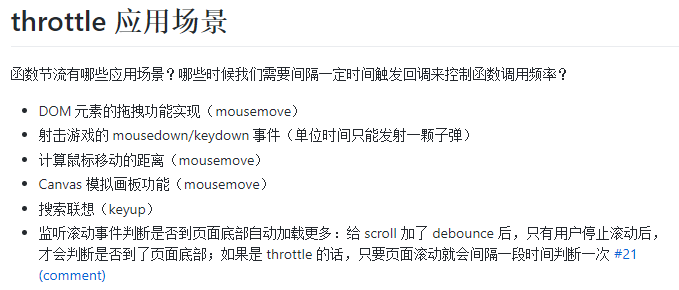 throttle 应用场景
函数节流有哪些应用场景？哪些时候我们需要间隔一定时间触发回调来控制函数调用频率？
• DOM 元素的拖拽功能实现（mousemove）
• 射击游戏的 mousedown/keydown 事件（单位时间只能发射一颗子弹）
• 计算鼠标移动的距离（mousemove）
• Canvas 模拟画板功能（mousemove）
• 搜索联想（keyup）
• 监听滚动事件判断是否到页面底部自动加载更多：给 scroll 加了 debounce 后，只有用户停止滚动后，
才会判断是否到了页面底部；如果是 throttle 的话，只要页面滚动就会间隔一段时间判断一次 #21
(comment)